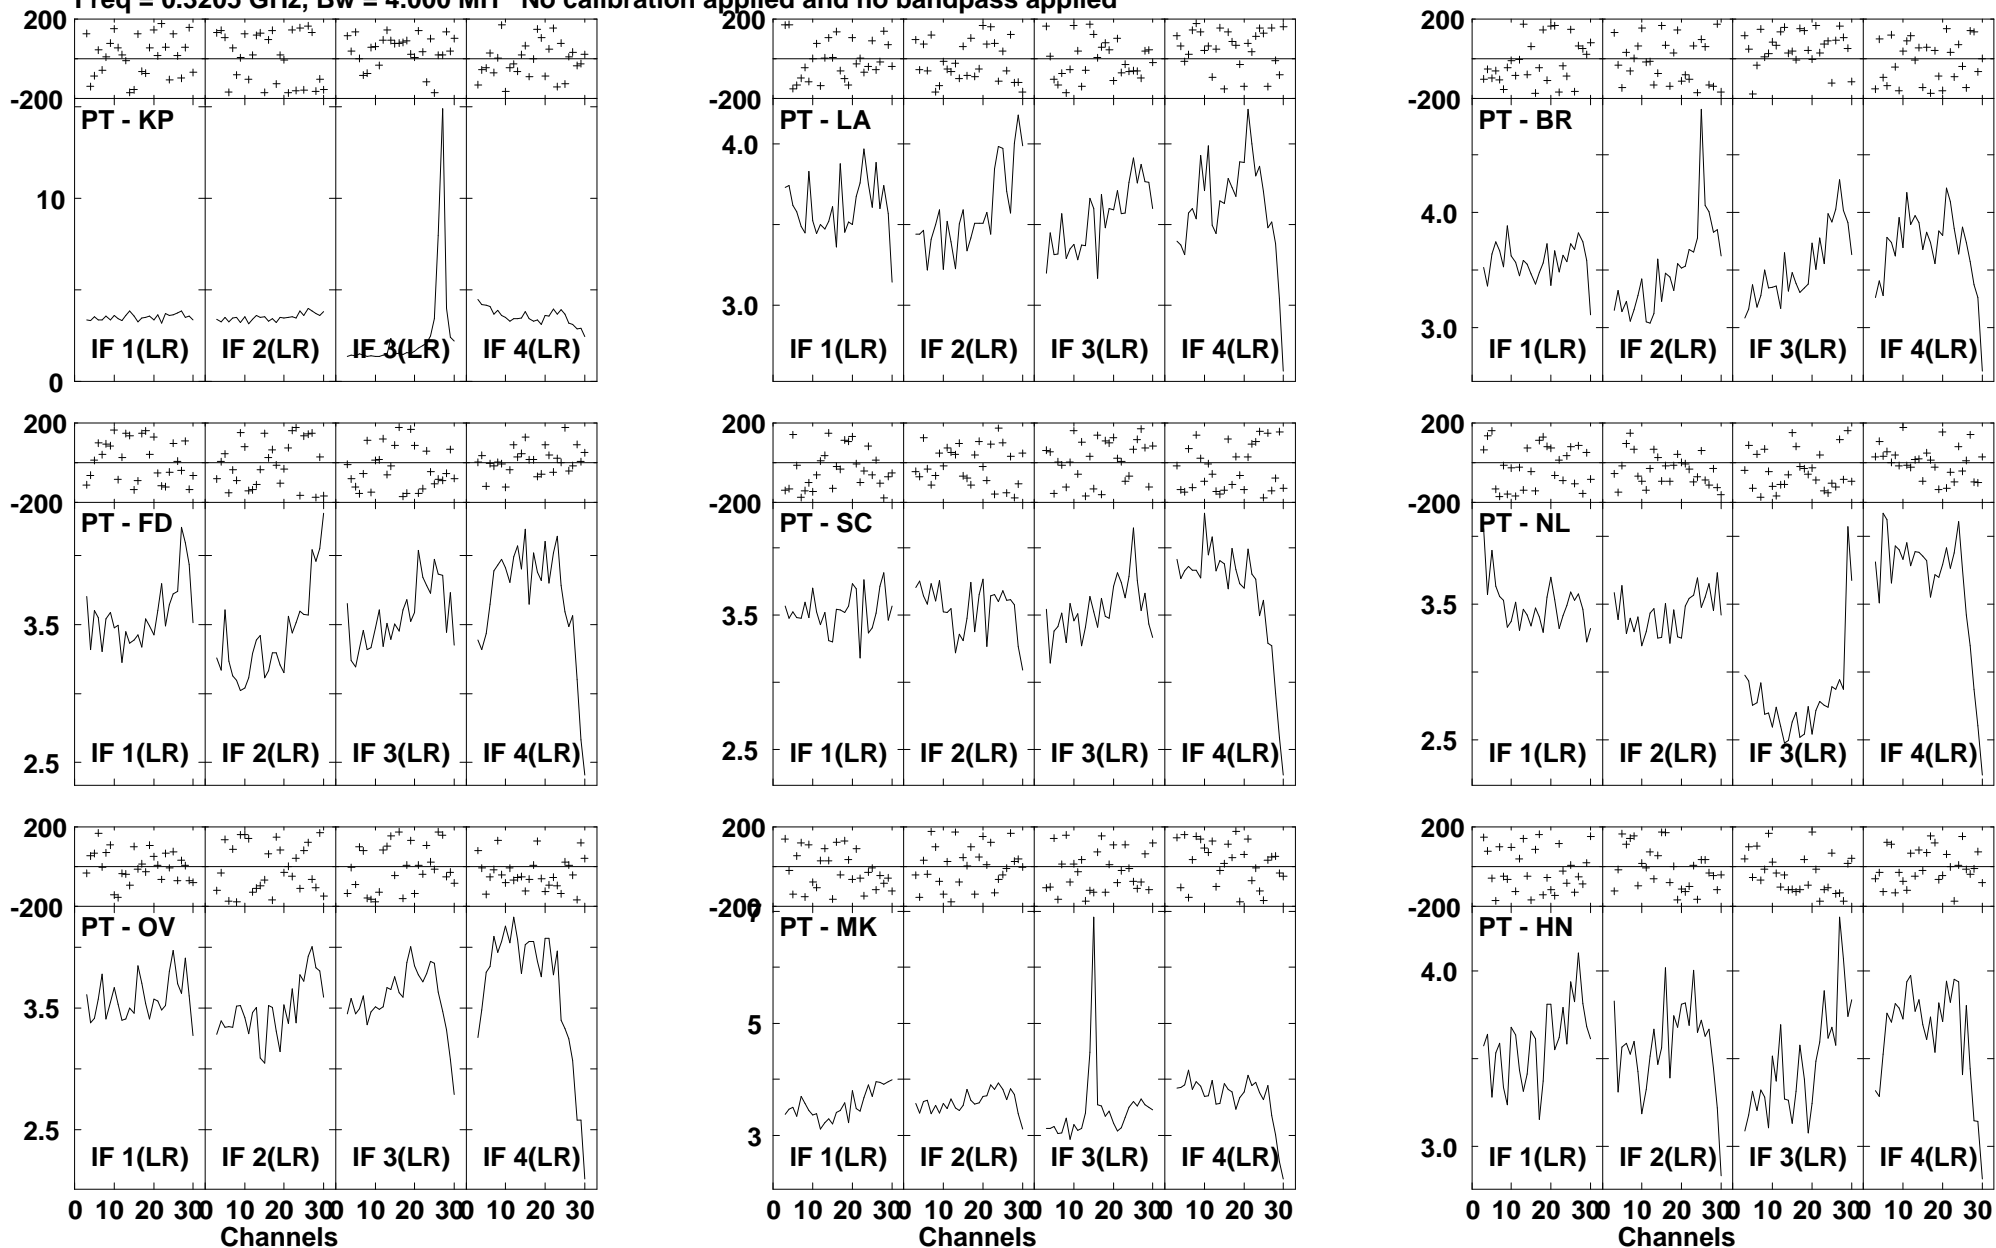 Freq = 0.3205 GHz, Bw = 4.000 MH No calibration applied and no bandpass applied
200 200 200
-200 -200 -200
PT - KP PT - LA PT - BR
10 4.0 4.0
0 3.0 3.0
IF 1(LR) IF 2(LR) IF 3(LR) IF 4(LR) IF 1(LR) IF 2(LR) IF 3(LR) IF 4(LR) IF 1(LR) IF 2(LR) IF 3(LR) IF 4(LR)
200 200 200
-200 -200 -200
PT - FD PT - SC PT - NL
3.5 3.5 3.5
2.5 2.5 2.5
IF 1(LR) IF 2(LR) IF 3(LR) IF 4(LR) IF 1(LR) IF 2(LR) IF 3(LR) IF 4(LR) IF 1(LR) IF 2(LR) IF 3(LR) IF 4(LR)
200 200 200
-200 -200 7 -200
PT - OV PT - MK PT - HN
3.5 5 4.0
2.5 3 3.0
IF 1(LR) IF 2(LR) IF 3(LR) IF 4(LR) IF 1(LR) IF 2(LR) IF 3(LR) IF 4(LR) IF 1(LR) IF 2(LR) IF 3(LR) IF 4(LR)
0 10 20 30 0 10 20 30 0 10 20 30 0 10 20 30 0 10 20 30 0 10 20 30 0 10 20 30 0 10 20 30 0 10 20 30 0 10 20 30 0 10 20 30 0 10 20 30
Channels Channels Channels